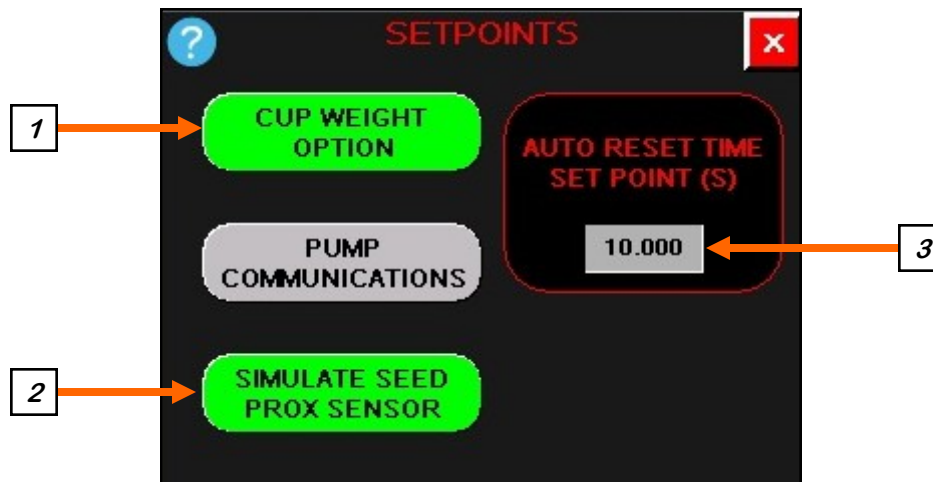 ?
SETPOINTS
X
1
CUP WEIGHT
OPTION
AUTO RESET TIME
SET POINT (S)
PUMP
COMMUNICATIONS
10.000
3
2
SIMULATE SEED
PROX SENSOR